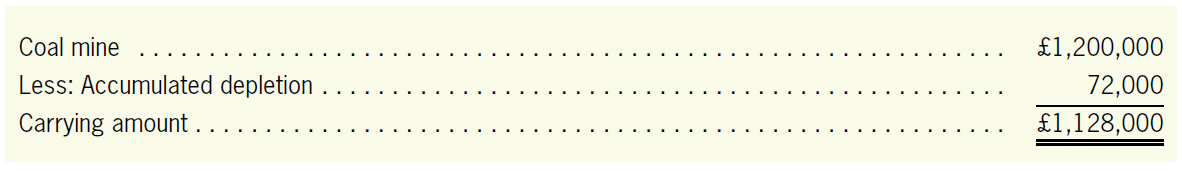 Coal mine ............................................................. £1,200,000
Less: Accumulated depletion ................................................ 72,000
Carrying amount ......................................................... £1,128,000